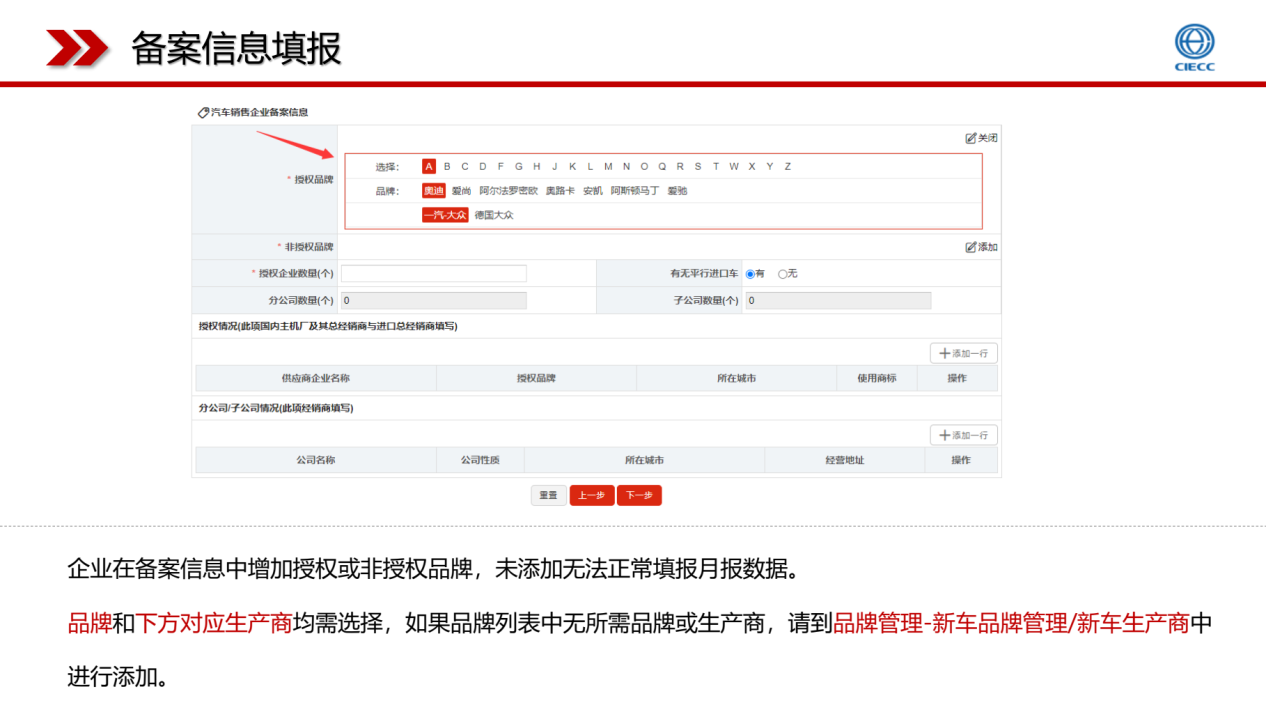 备案信息填报
CIECC
汽车销售企业备案信息
关闭
* 授权品牌
选择: A B C D F G H J K L M N O Q R S T W X Y Z
品牌: 奥迪 爱尚 阿尔法罗密欧 奥路卡 安凯 阿斯顿马丁 爱驰
一汽-大众 德国大众
* 非授权品牌 添加
* 授权企业数量(个) 有无平行进口车 有 无
分公司数量(个) 0 子公司数量(个) 0
授权情况(此项国内主机厂及其总经销商与进口总经销商填写)
添加一行
供应商企业名称 授权品牌 所在城市 使用商标 操作
分公司/子公司情况(此项经销商填写)
添加一行
公司名称 公司性质 所在城市 经营地址 操作
重置 上一步 下一步
企业在备案信息中增加授权或非授权品牌，未添加无法正常填报月报数据。
品牌和下方对应生产商均需选择，如果品牌列表中无所需品牌或生产商，请到品牌管理-新车品牌管理/新车生产商中
进行添加。